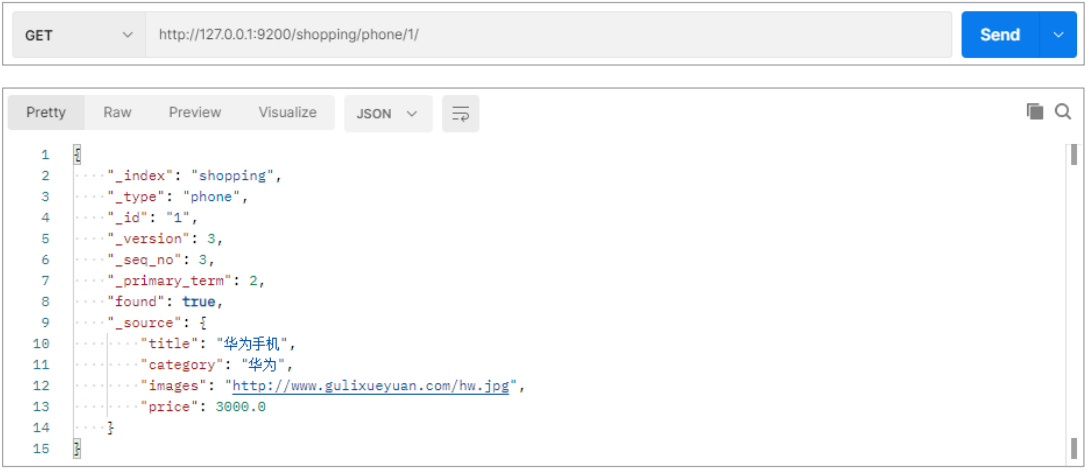 GET http://127.0.0.1:9200/shopping/phone/1/ Send
Pretty Raw Preview Visualize JSON
1 {
2 "_index": "shopping",
3 "_type": "phone",
4 "_id": "1",
5 "_version": 3,
6 "_seq_no": 3,
7 "_primary_term": 2,
8 "found": true,
9 "_source": {
10 "title": "华为手机",
11 "category": "华为",
12 "images": "http://www.gulixueyuan.com/hw.jpg",
13 "price": 3000.0
14 }
15 }